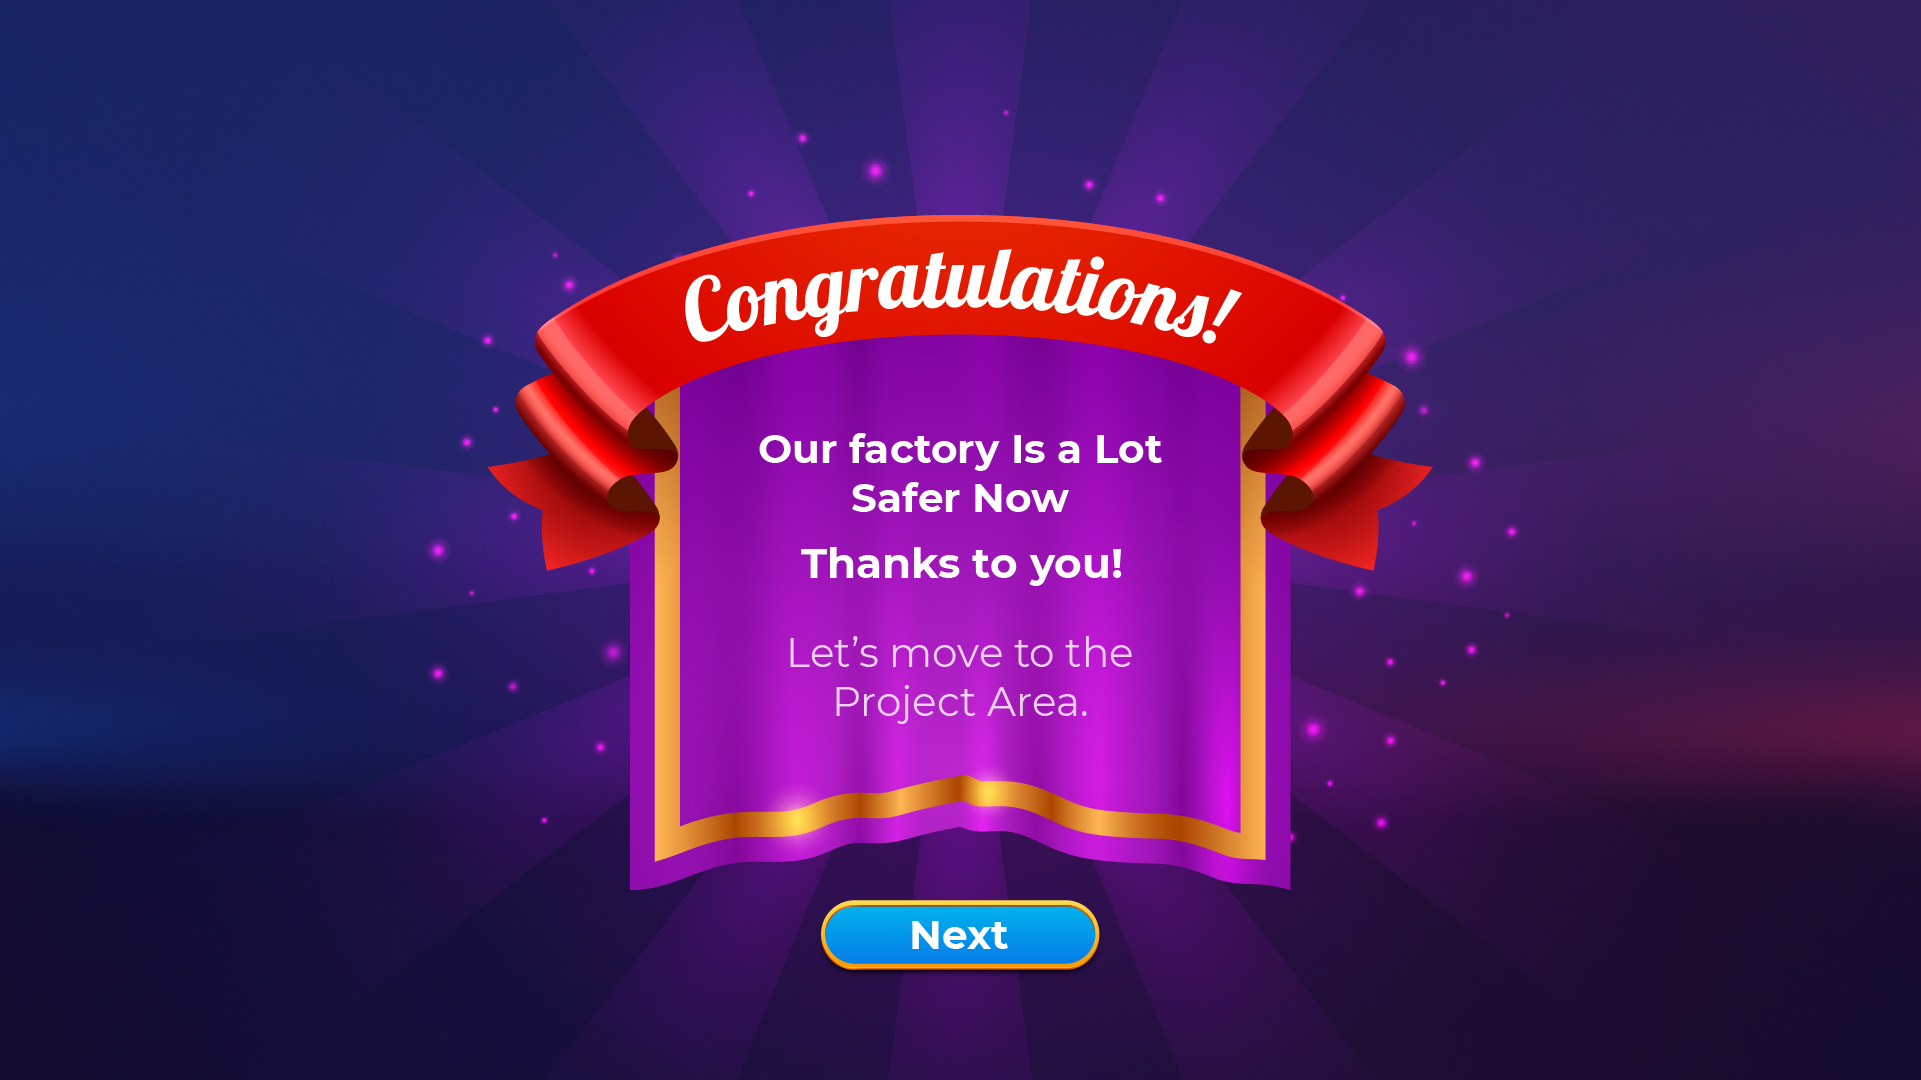 Congratulations!
Our factory Is a Lot
Safer Now
Thanks to you!
Let’s move to the
Project Area.
Next